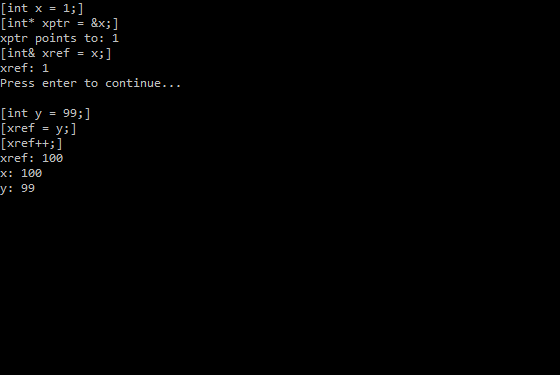 [int x = 1;]
[int* xptr = &x;]
xptr points to: 1
[int& xref = x;]
xref: 1
Press enter to continue...
[int y = 99;]
[xref = y;]
[xref++;]
xref: 100
x: 100
y: 99